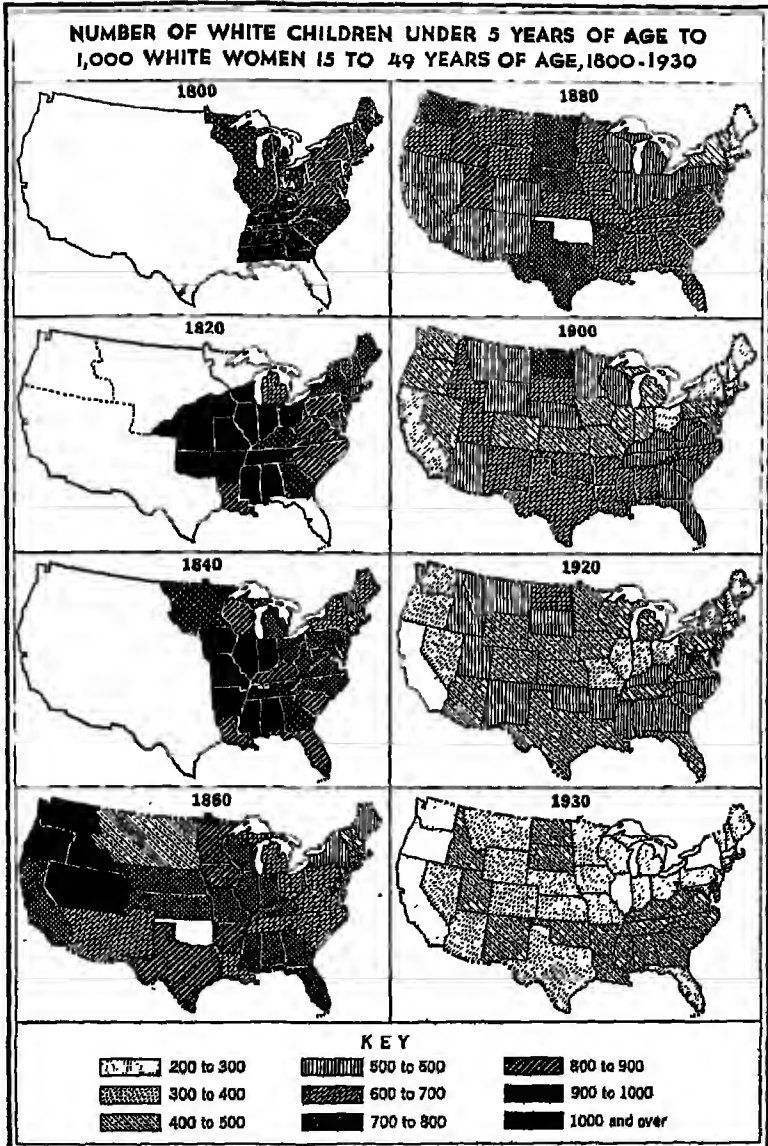 NUMBER OF WHITE CHILDREN UNDER 5 YEARS OF AGE TO
1,000 WHITE WOMEN 15 TO 49 YEARS OF AGE, 1800-1930
1800
1880
1820
1900
1840
1920
1860
1930
KEY
200 to 300
500 to 600
800 to 900
300 to 400
600 to 700
900 to 1000
400 to 500
700 to 800
1000 and over